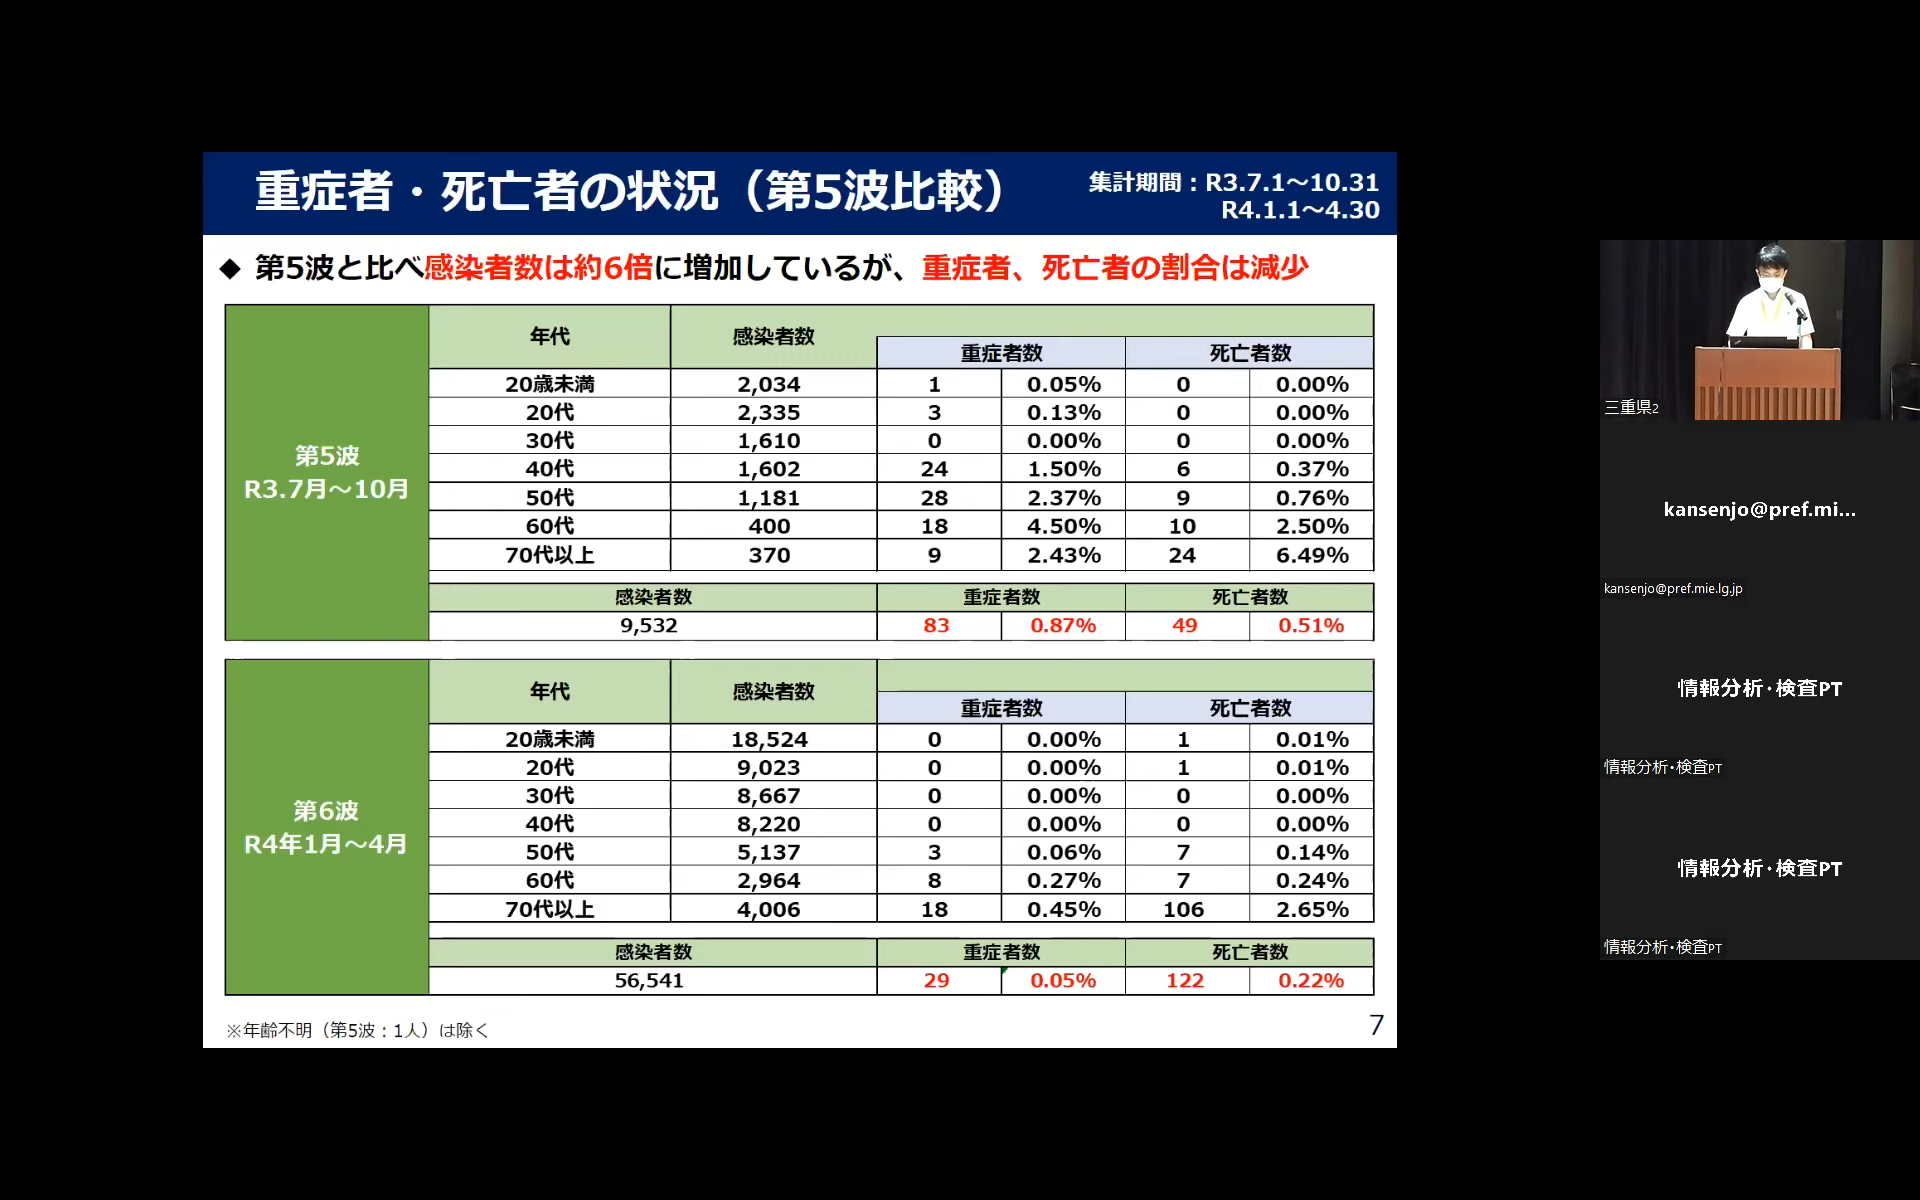 重症者・死亡者の状況（第5波比較）
集計期間：R3.7.1～10.31
R4.1.1～4.30
◆ 第5波と比べ感染者数は約6倍に増加しているが、重症者、死亡者の割合は減少
第5波
R3.7月～10月
年代 感染者数
重症者数 死亡者数
20歳未満 2,034 1 0.05% 0 0.00%
20代 2,335 3 0.13% 0 0.00%
30代 1,610 0 0.00% 0 0.00%
40代 1,602 24 1.50% 6 0.37%
50代 1,181 28 2.37% 9 0.76%
60代 400 18 4.50% 10 2.50%
70代以上 370 9 2.43% 24 6.49%
感染者数 重症者数 死亡者数
9,532 83 0.87% 49 0.51%
第6波
R4年1月～4月
年代 感染者数
重症者数 死亡者数
20歳未満 18,524 0 0.00% 1 0.01%
20代 9,023 0 0.00% 1 0.01%
30代 8,667 0 0.00% 0 0.00%
40代 8,220 0 0.00% 0 0.00%
50代 5,137 3 0.06% 7 0.14%
60代 2,964 8 0.27% 7 0.24%
70代以上 4,006 18 0.45% 106 2.65%
感染者数 重症者数 死亡者数
56,541 29 0.05% 122 0.22%
※年齢不明（第5波：1人）は除く
7
三重県2
kansenjo@pref.mi...
kansenjo@pref.mie.lg.jp
情報分析・検査PT
情報分析・検査PT
情報分析・検査PT
情報分析・検査PT